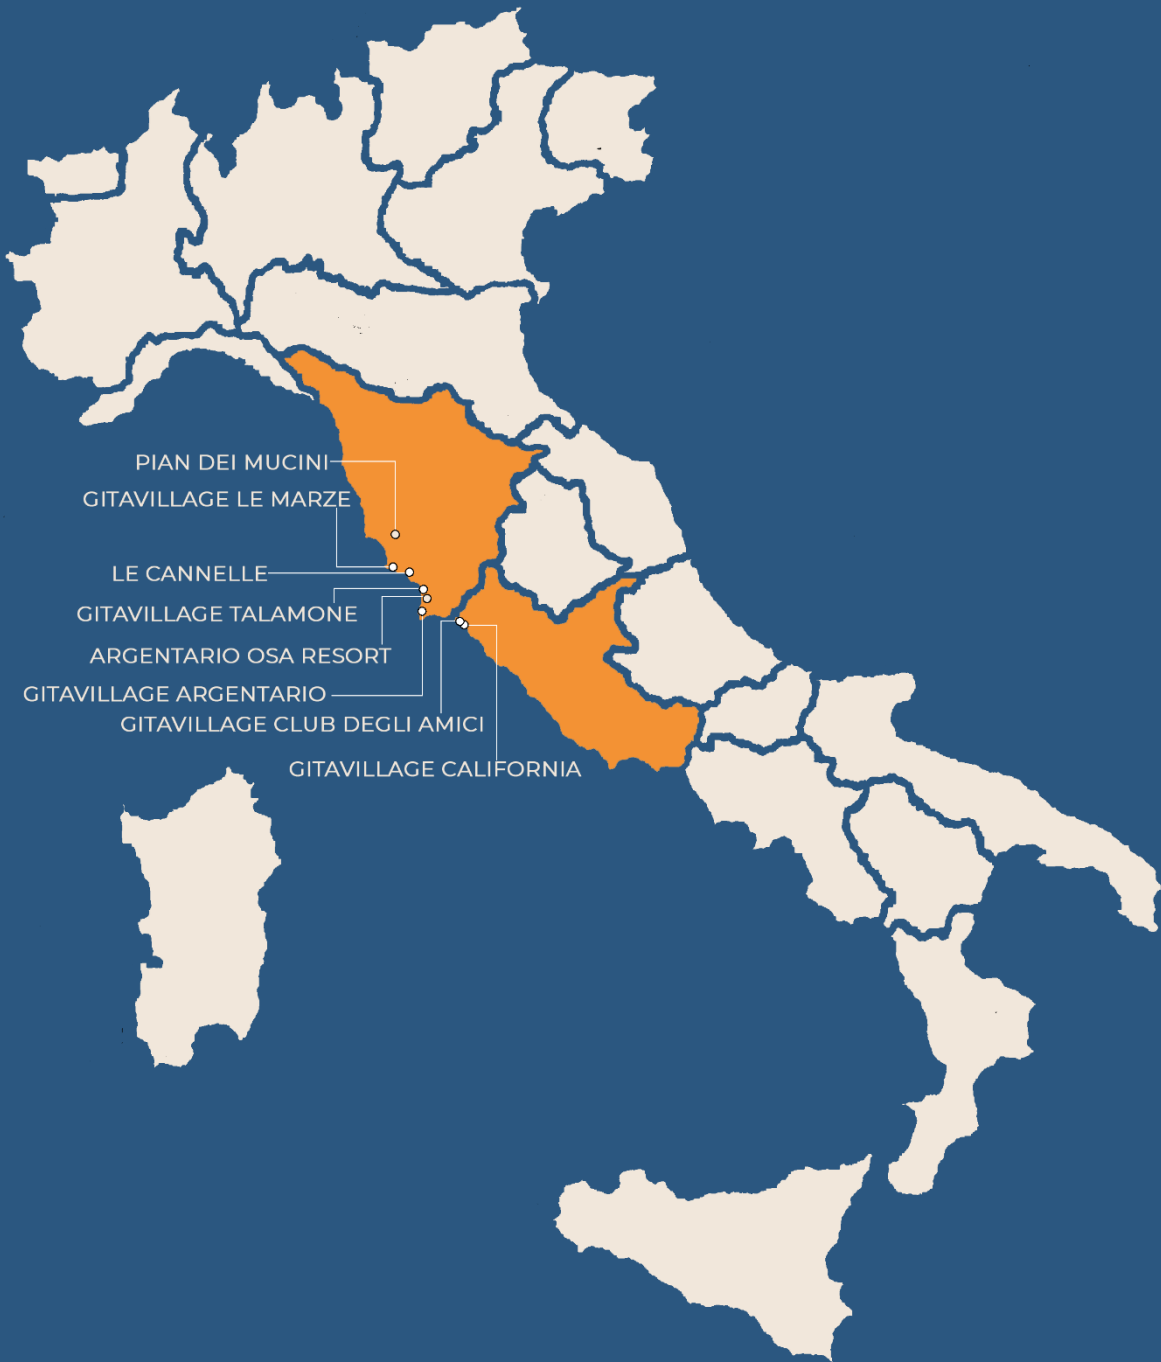 PIAN DEI MUCINI
GITAVILLAGE LE MARZE
LE CANNELLE
GITAVILLAGE TALAMONE
ARGENTARIO OSA RESORT
GITAVILLAGE ARGENTARIO
GITAVILLAGE CLUB DEGLI AMICI
GITAVILLAGE CALIFORNIA